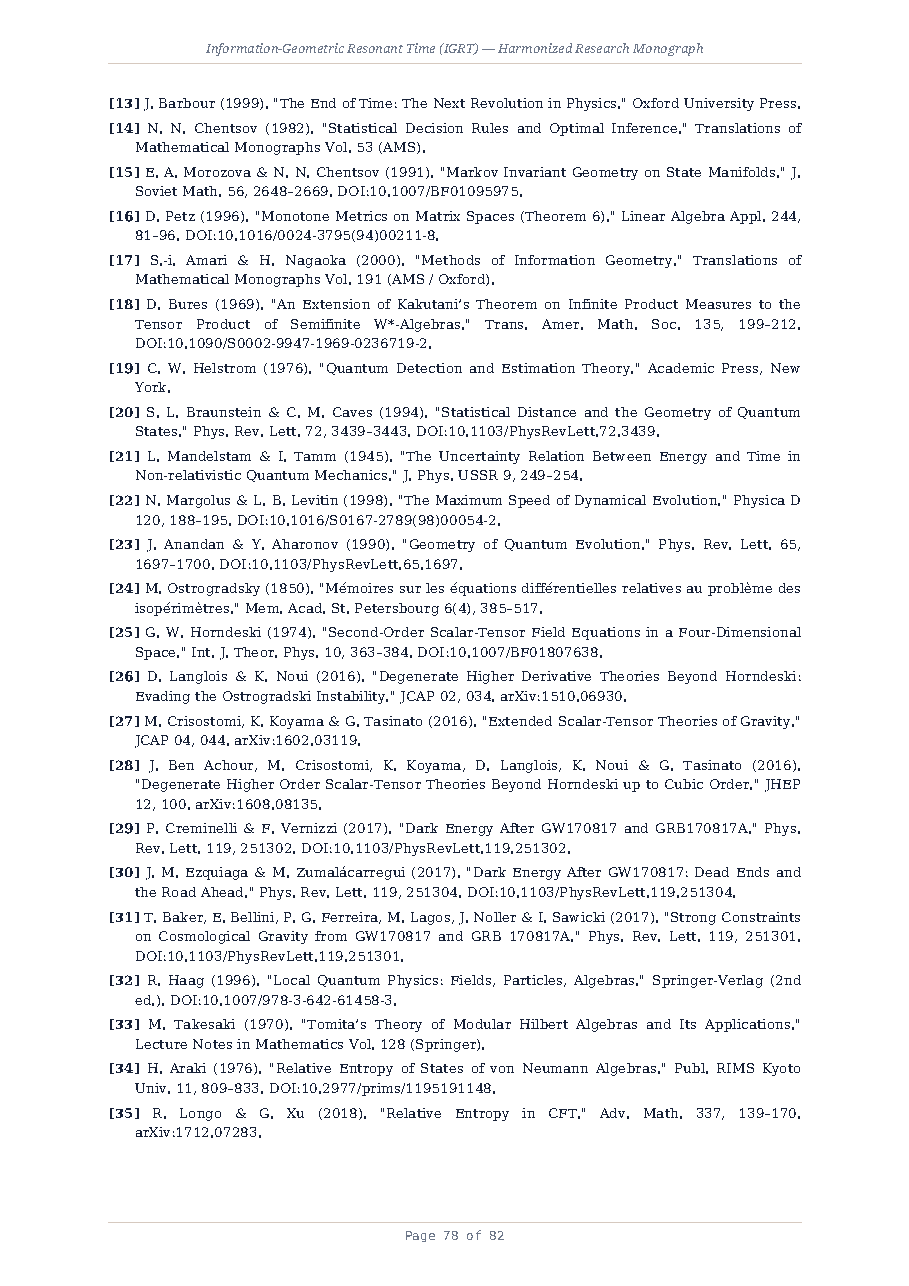 Information-Geometric Resonant Time (IGRT) — Harmonized Research Monograph
[13] J. Barbour (1999). "The End of Time: The Next Revolution in Physics." Oxford University Press.
[14] N. N. Chentsov (1982). "Statistical Decision Rules and Optimal Inference." Translations of
Mathematical Monographs Vol. 53 (AMS).
[15] E. A. Morozova & N. N. Chentsov (1991). "Markov Invariant Geometry on State Manifolds." J.
Soviet Math. 56, 2648–2669. DOI:10.1007/BF01095975.
[16] D. Petz (1996). "Monotone Metrics on Matrix Spaces (Theorem 6)." Linear Algebra Appl. 244,
81–96. DOI:10.1016/0024-3795(94)00211-8.
[17] S.-i. Amari & H. Nagaoka (2000). "Methods of Information Geometry." Translations of
Mathematical Monographs Vol. 191 (AMS / Oxford).
[18] D. Bures (1969). "An Extension of Kakutani’s Theorem on Infinite Product Measures to the
Tensor Product of Semifinite W*-Algebras." Trans. Amer. Math. Soc. 135, 199–212.
DOI:10.1090/S0002-9947-1969-0236719-2.
[19] C. W. Helstrom (1976). "Quantum Detection and Estimation Theory." Academic Press, New
York.
[20] S. L. Braunstein & C. M. Caves (1994). "Statistical Distance and the Geometry of Quantum
States." Phys. Rev. Lett. 72, 3439–3443. DOI:10.1103/PhysRevLett.72.3439.
[21] L. Mandelstam & I. Tamm (1945). "The Uncertainty Relation Between Energy and Time in
Non-relativistic Quantum Mechanics." J. Phys. USSR 9, 249–254.
[22] N. Margolus & L. B. Levitin (1998). "The Maximum Speed of Dynamical Evolution." Physica D
120, 188–195. DOI:10.1016/S0167-2789(98)00054-2.
[23] J. Anandan & Y. Aharonov (1990). "Geometry of Quantum Evolution." Phys. Rev. Lett. 65,
1697–1700. DOI:10.1103/PhysRevLett.65.1697.
[24] M. Ostrogradsky (1850). "Mémoires sur les équations différentielles relatives au problème des
isopérimètres." Mem. Acad. St. Petersbourg 6(4), 385–517.
[25] G. W. Horndeski (1974). "Second-Order Scalar-Tensor Field Equations in a Four-Dimensional
Space." Int. J. Theor. Phys. 10, 363–384. DOI:10.1007/BF01807638.
[26] D. Langlois & K. Noui (2016). "Degenerate Higher Derivative Theories Beyond Horndeski:
Evading the Ostrogradski Instability." JCAP 02, 034. arXiv:1510.06930.
[27] M. Crisostomi, K. Koyama & G. Tasinato (2016). "Extended Scalar-Tensor Theories of Gravity."
JCAP 04, 044. arXiv:1602.03119.
[28] J. Ben Achour, M. Crisostomi, K. Koyama, D. Langlois, K. Noui & G. Tasinato (2016).
"Degenerate Higher Order Scalar-Tensor Theories Beyond Horndeski up to Cubic Order." JHEP
12, 100. arXiv:1608.08135.
[29] P. Creminelli & F. Vernizzi (2017). "Dark Energy After GW170817 and GRB170817A." Phys.
Rev. Lett. 119, 251302. DOI:10.1103/PhysRevLett.119.251302.
[30] J. M. Ezquiaga & M. Zumalácarregui (2017). "Dark Energy After GW170817: Dead Ends and
the Road Ahead." Phys. Rev. Lett. 119, 251304. DOI:10.1103/PhysRevLett.119.251304.
[31] T. Baker, E. Bellini, P. G. Ferreira, M. Lagos, J. Noller & I. Sawicki (2017). "Strong Constraints
on Cosmological Gravity from GW170817 and GRB 170817A." Phys. Rev. Lett. 119, 251301.
DOI:10.1103/PhysRevLett.119.251301.
[32] R. Haag (1996). "Local Quantum Physics: Fields, Particles, Algebras." Springer-Verlag (2nd
ed.). DOI:10.1007/978-3-642-61458-3.
[33] M. Takesaki (1970). "Tomita’s Theory of Modular Hilbert Algebras and Its Applications."
Lecture Notes in Mathematics Vol. 128 (Springer).
[34] H. Araki (1976). "Relative Entropy of States of von Neumann Algebras." Publ. RIMS Kyoto
Univ. 11, 809–833. DOI:10.2977/prims/1195191148.
[35] R. Longo & G. Xu (2018). "Relative Entropy in CFT." Adv. Math. 337, 139–170.
arXiv:1712.07283.
Page 78 of 82